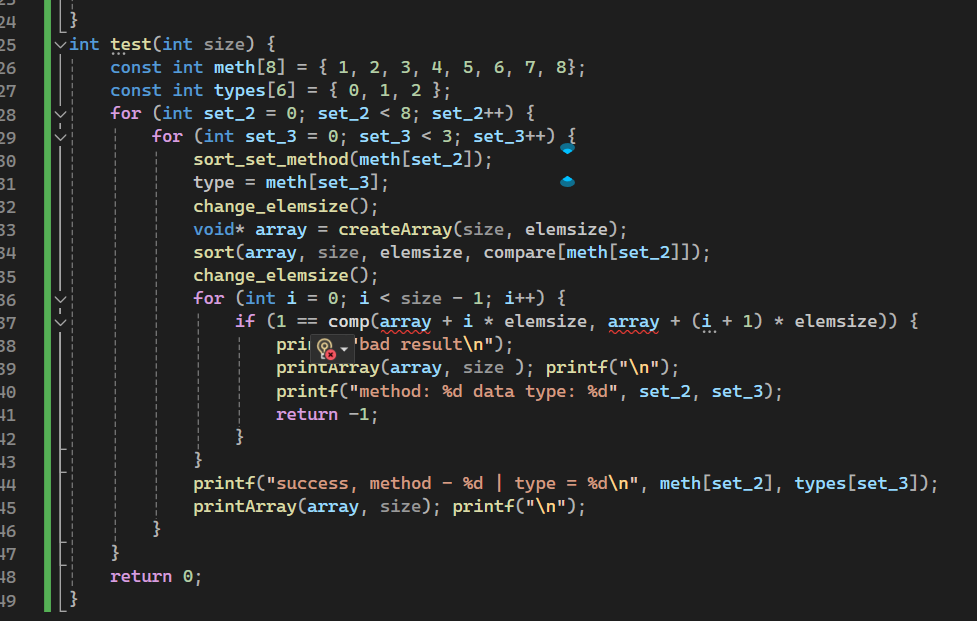 24 }
25 int test(int size) {
26 const int meth[8] = { 1, 2, 3, 4, 5, 6, 7, 8};
27 const int types[6] = { 0, 1, 2 };
28 for (int set_2 = 0; set_2 < 8; set_2++) {
29 for (int set_3 = 0; set_3 < 3; set_3++) {
30 sort_set_method(meth[set_2]);
31 type = meth[set_3];
32 change_elemsize();
33 void* array = createArray(size, elemsize);
34 sort(array, size, elemsize, compare[meth[set_2]]);
35 change_elemsize();
36 for (int i = 0; i < size - 1; i++) {
37 if (1 == comp(array + i * elemsize, array + (i + 1) * elemsize)) {
38 pri "bad result\n");
39 printArray(array, size ); printf("\n");
40 printf("method: %d data type: %d", set_2, set_3);
41 return -1;
42 }
43 }
44 printf("success, method - %d | type = %d\n", meth[set_2], types[set_3]);
45 printArray(array, size); printf("\n");
46 }
47 }
48 return 0;
49 }